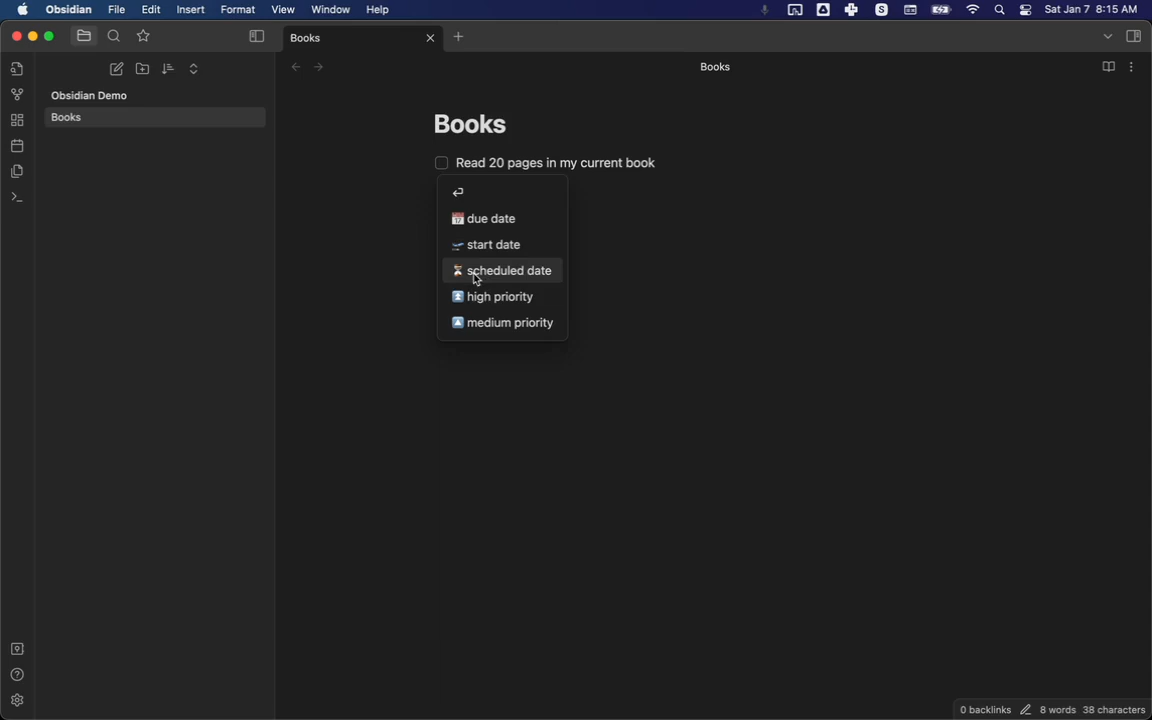 Obsidian File Edit Insert Format View Window Help Sat Jan 7 8:15 AM
Books
Books
Obsidian Demo
Books
Books
Read 20 pages in my current book
due date
start date
scheduled date
high priority
medium priority
0 backlinks 8 words 38 characters